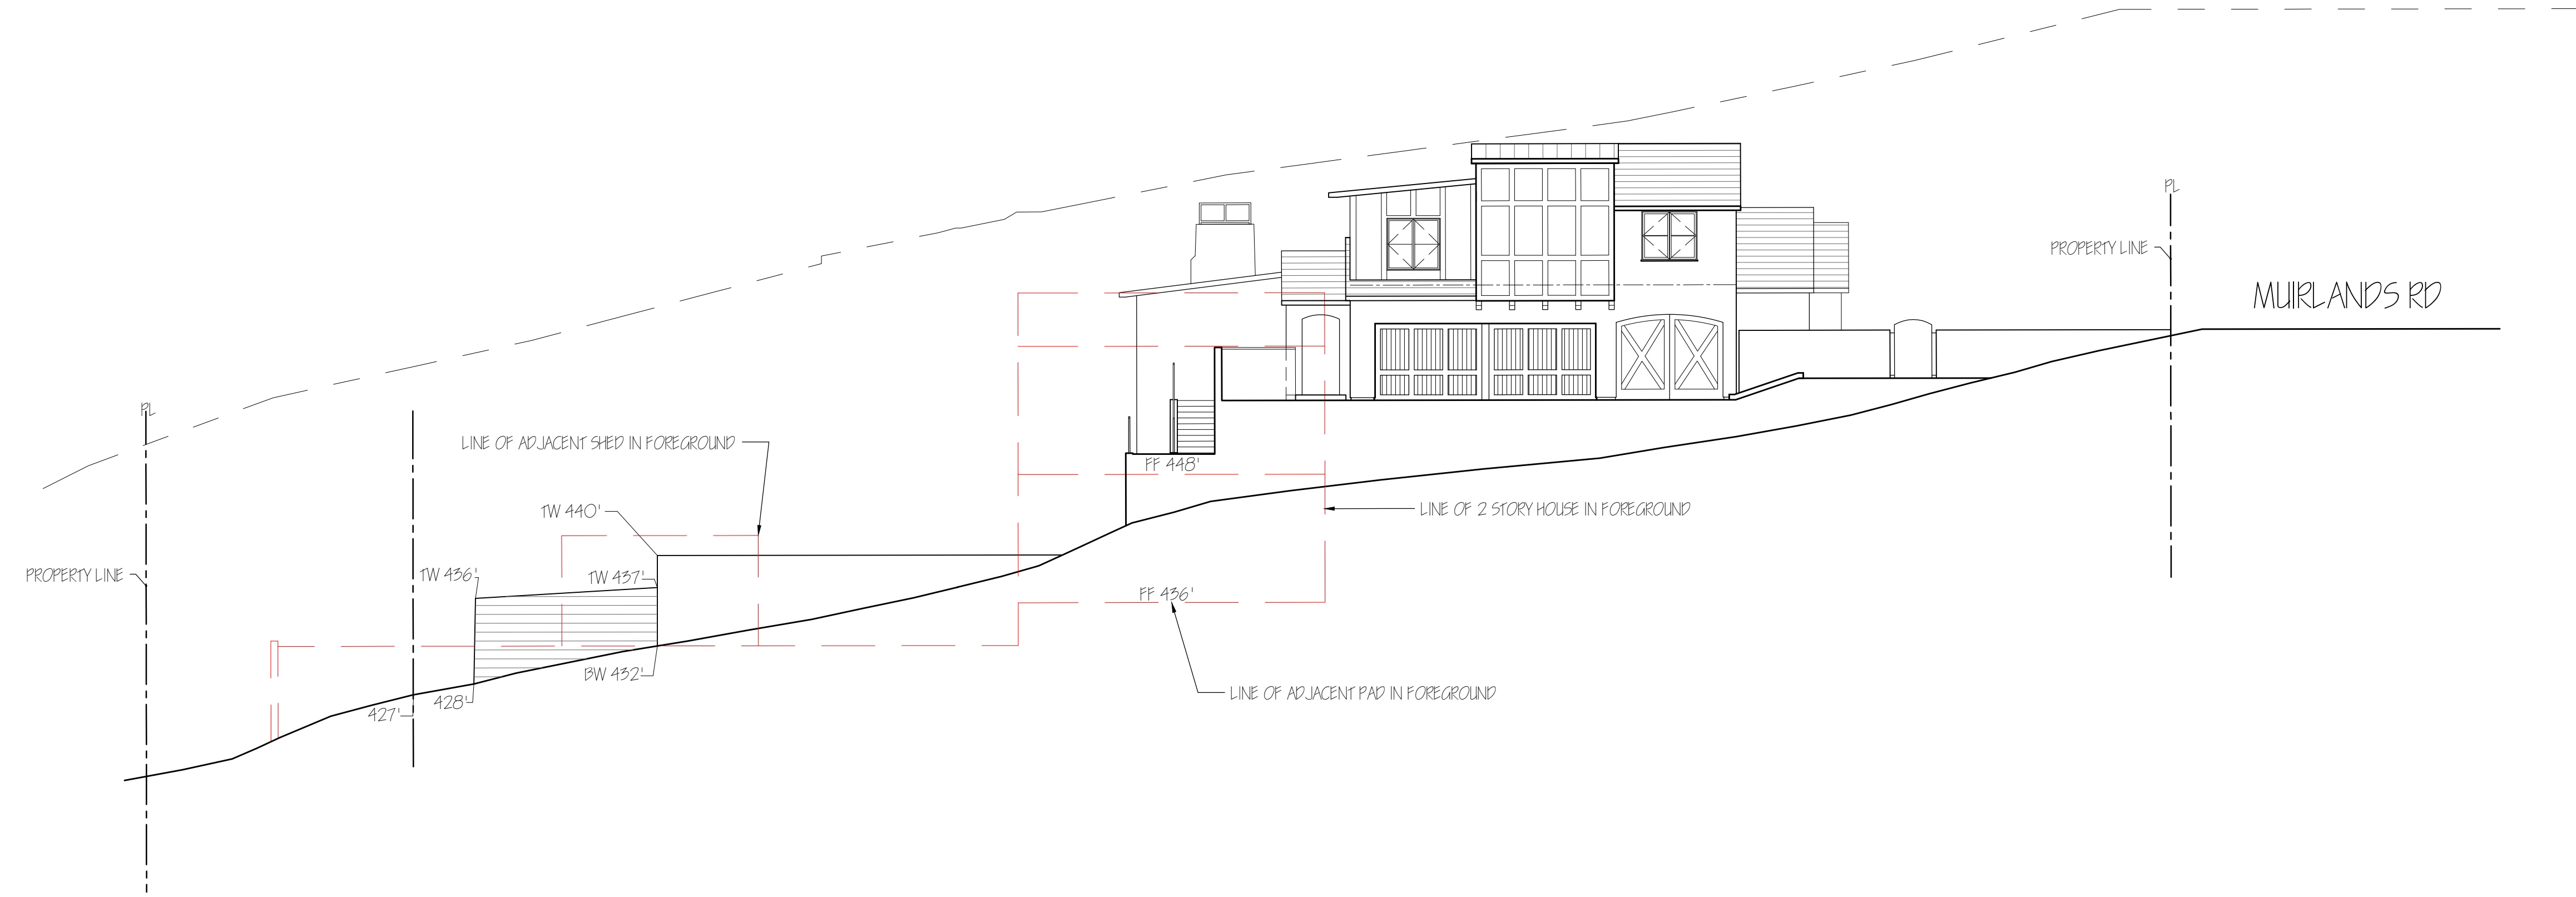 PL
PROPERTY LINE
MUIRLANDS RD
PL
LINE OF ADJACENT SHED IN FOREGROUND
FF 448'
LINE OF 2 STORY HOUSE IN FOREGROUND
TW 440'
PROPERTY LINE
TW 436'
TW 437'
FF 436'
BW 432'
LINE OF ADJACENT PAD IN FOREGROUND
428'
427'